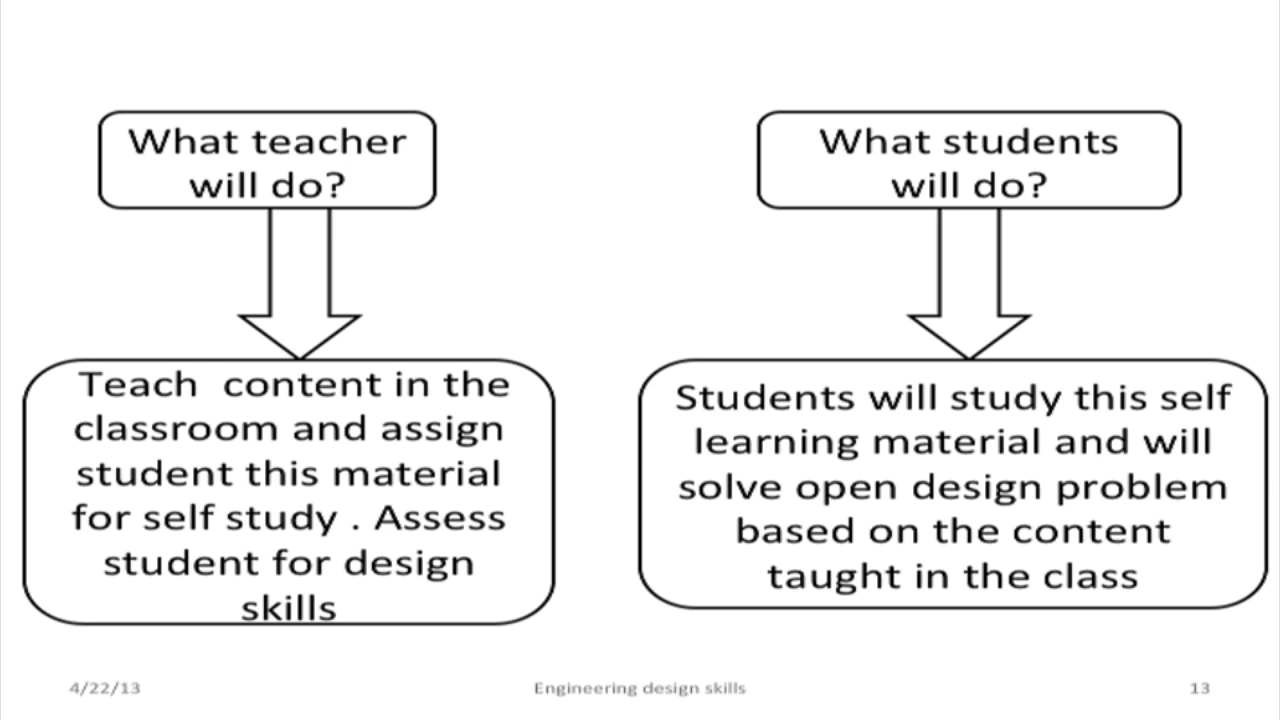 What teacher
will do?
What students
will do?
Teach content in the
classroom and assign
student this material
for self study . Assess
student for design
skills
Students will study this self
learning material and will
solve open design problem
based on the content
taught in the class
4/22/13
Engineering design skills
13